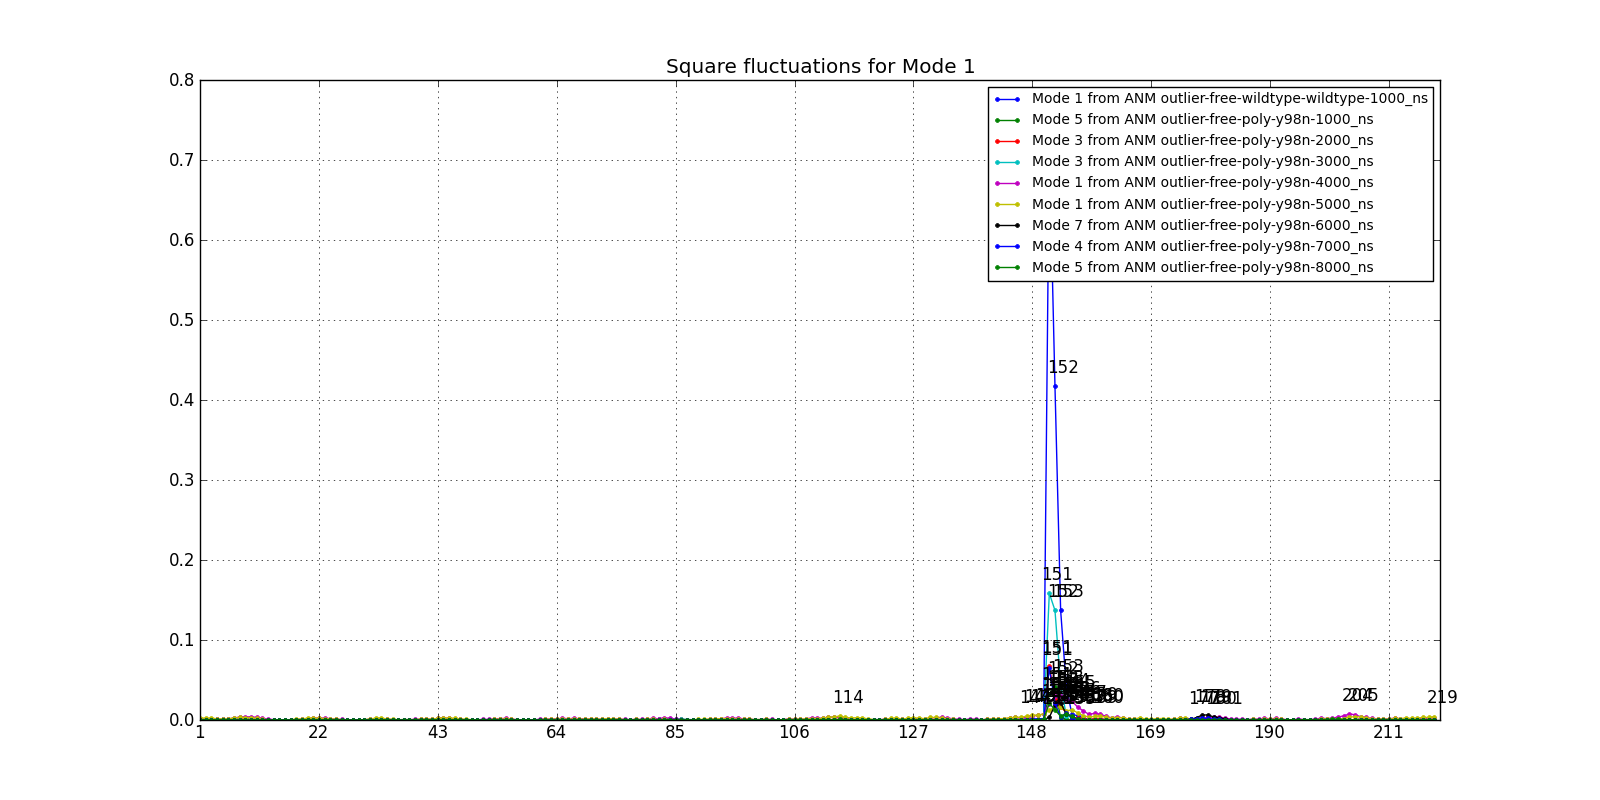 Square fluctuations for Mode 1
0.8
0.7
0.6
0.5
0.4
0.3
0.2
0.1
0.0
Mode 1 from ANM outlier-free-wildtype-wildtype-1000_ns
Mode 5 from ANM outlier-free-poly-y98n-1000_ns
Mode 3 from ANM outlier-free-poly-y98n-2000_ns
Mode 3 from ANM outlier-free-poly-y98n-3000_ns
Mode 1 from ANM outlier-free-poly-y98n-4000_ns
Mode 1 from ANM outlier-free-poly-y98n-5000_ns
Mode 7 from ANM outlier-free-poly-y98n-6000_ns
Mode 4 from ANM outlier-free-poly-y98n-7000_ns
Mode 5 from ANM outlier-free-poly-y98n-8000_ns
152
151
152 153
151
153
114
204 205
219
1 22 43 64 85 106 127 148 169 190 211